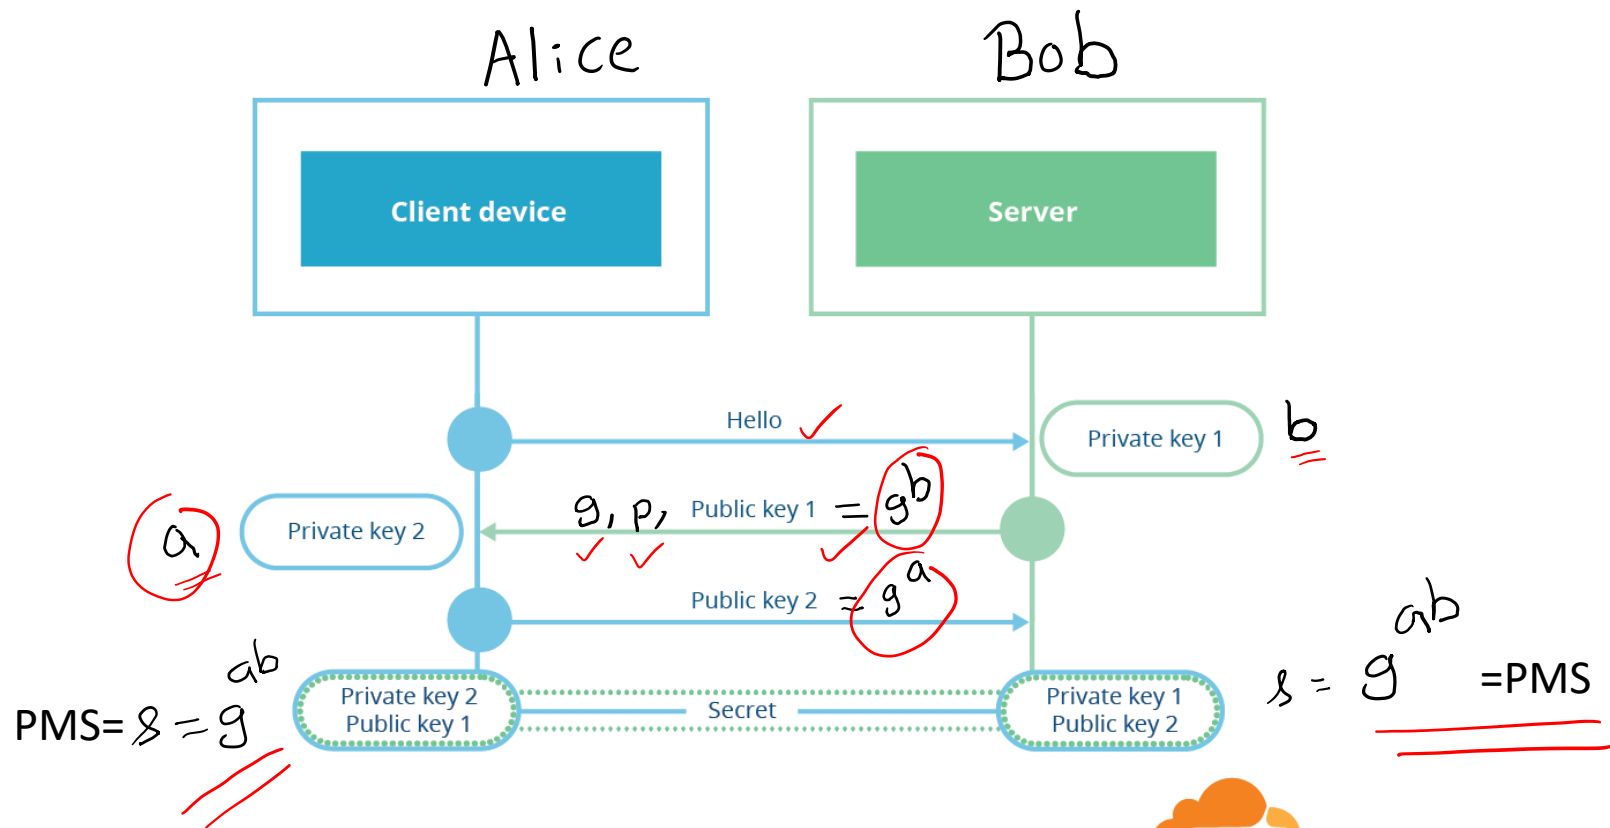 Alice
Bob
Client device
Server
Hello ✓
Private key 1
b
g, p, Public key 1 = g^b
✓ ✓ ✓
a
Private key 2
Public key 2 = g^a
PMS= s = g^ab
Private key 2
Public key 1
Secret
Private key 1
Public key 2
s = g^ab =PMS